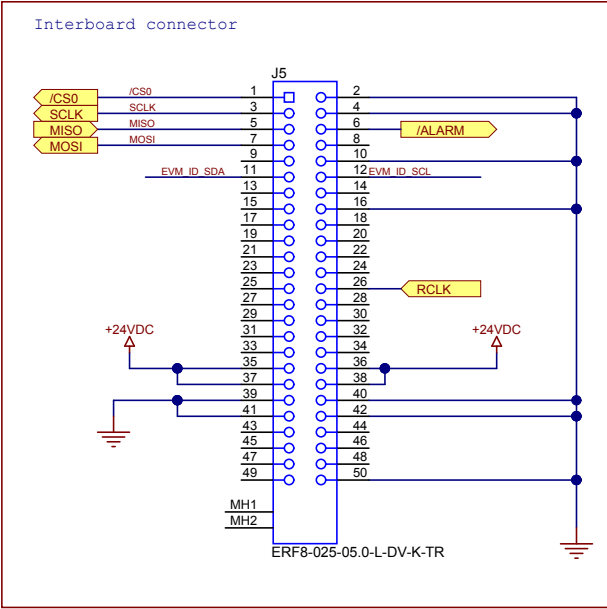 Interboard connector
J5
/CS0 /CS0 1 2
SCLK SCLK 3 4
MISO MISO 5 6 /ALARM
MOSI MOSI 7 8
9 10
EVM_ID_SDA 11 12 EVM_ID_SCL
13 14
15 16
17 18
19 20
21 22
23 24
25 26 RCLK
27 28
29 30
31 32
+24VDC +24VDC
33 34
35 36
37 38
39 40
41 42
43 44
45 46
47 48
49 50
MH1
MH2
ERF8-025-05.0-L-DV-K-TR